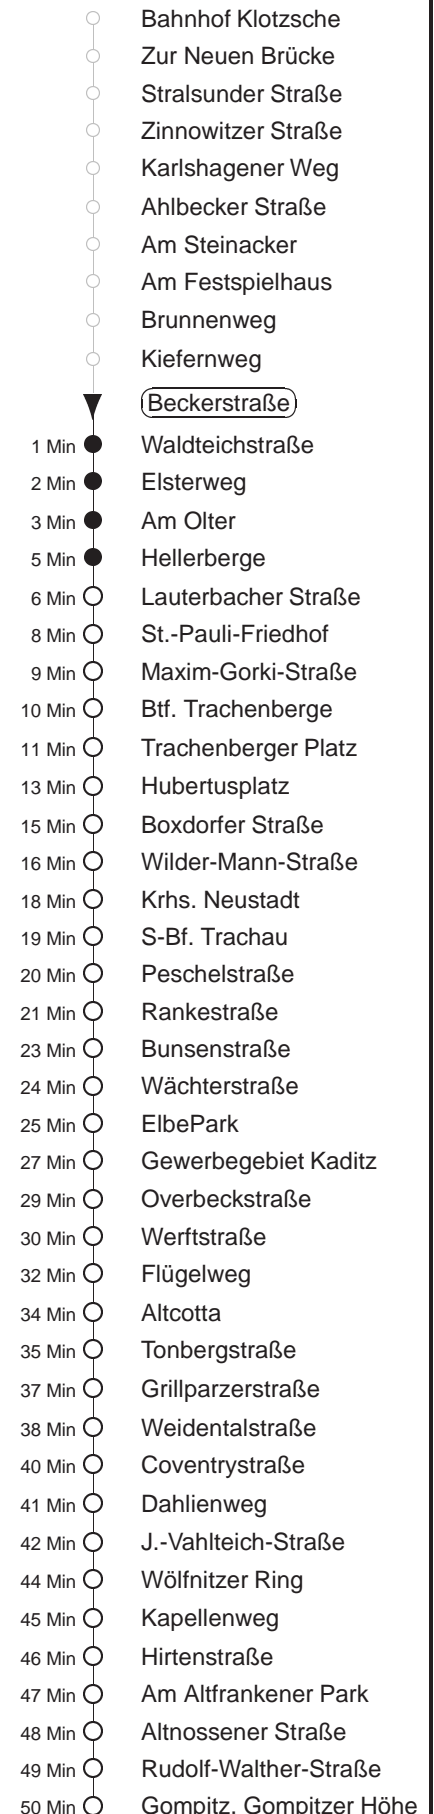 Bahnhof Klotzsche
Zur Neuen Brücke
Stralsunder Straße
Zinnowitzer Straße
Karlshagener Weg
Ahlbecker Straße
Am Steinacker
Am Festspielhaus
Brunnenweg
Kiefernweg
Beckerstraße
1 Min Waldteichstraße
2 Min Elsterweg
3 Min Am Olter
5 Min Hellerberge
6 Min Lauterbacher Straße
8 Min St.-Pauli-Friedhof
9 Min Maxim-Gorki-Straße
10 Min Btf. Trachenberge
11 Min Trachenberger Platz
13 Min Hubertusplatz
15 Min Boxdorfer Straße
16 Min Wilder-Mann-Straße
18 Min Krhs. Neustadt
19 Min S-Bf. Trachau
20 Min Peschelstraße
21 Min Rankestraße
23 Min Bunsenstraße
24 Min Wächterstraße
25 Min ElbePark
27 Min Gewerbegebiet Kaditz
29 Min Overbeckstraße
30 Min Werftstraße
32 Min Flügelweg
34 Min Altcotta
35 Min Tonbergstraße
37 Min Grillparzerstraße
38 Min Weidentalstraße
40 Min Coventrystraße
41 Min Dahlienweg
42 Min J.-Vahlteich-Straße
44 Min Wölfnitzer Ring
45 Min Kapellenweg
46 Min Hirtenstraße
47 Min Am Altfrankener Park
48 Min Altnossener Straße
49 Min Rudolf-Walther-Straße
50 Min Gompitz, Gompitzer Höhe